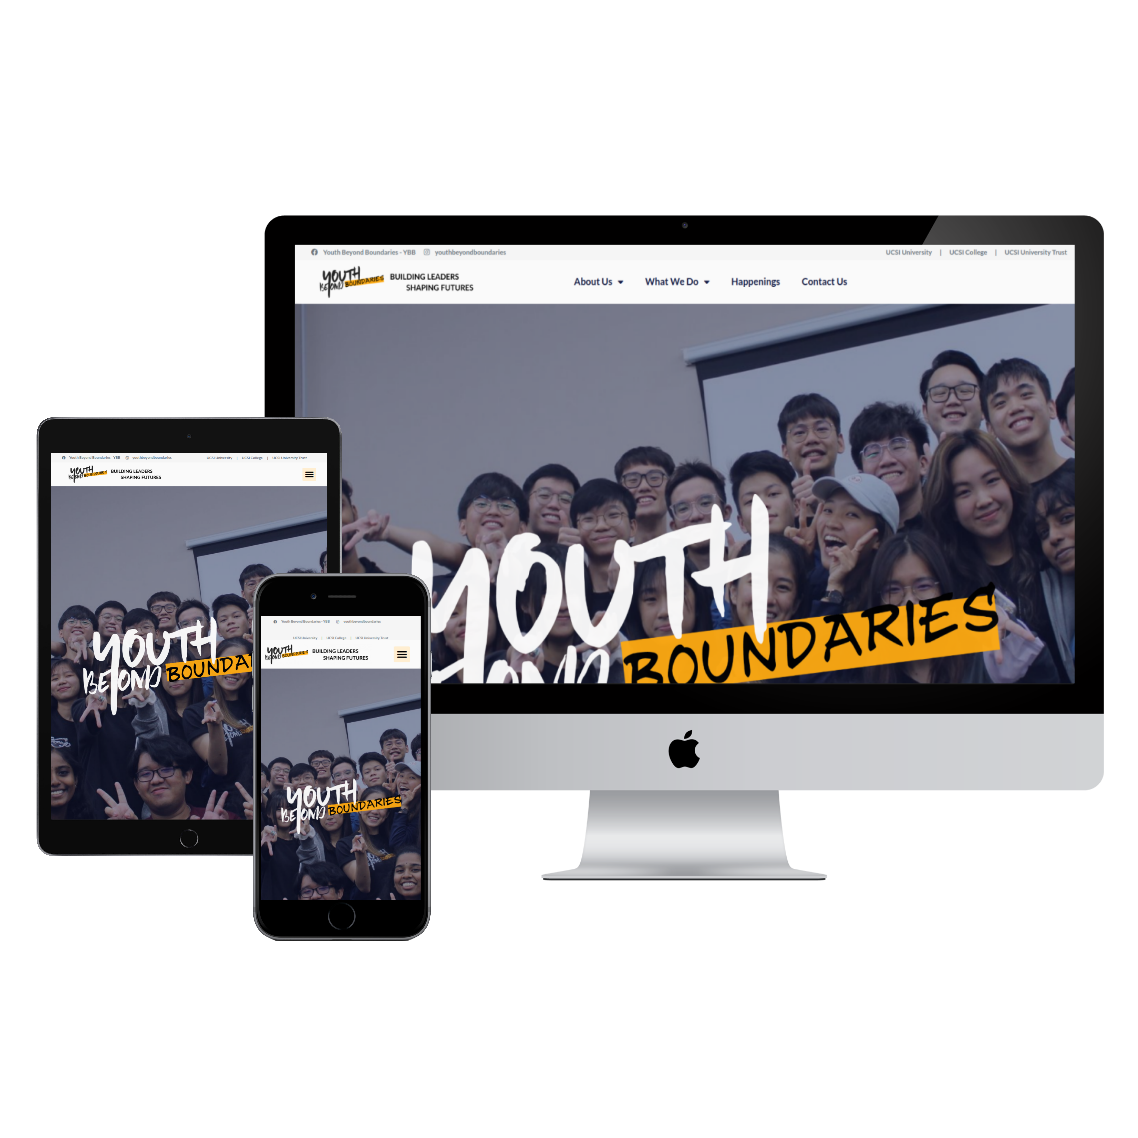 Youth Beyond Boundaries - YBB youthbeyondboundaries UCSI University | UCSI College | UCSI University Trust
YOUTH
BEYOND BOUNDARIES
BUILDING LEADERS
SHAPING FUTURES
About Us What We Do Happenings Contact Us
YOUTH
BEYOND BOUNDARIES
Youth Beyond Boundaries - YBB youthbeyondboundaries UCSI University | UCSI College | UCSI University Trust
YOUTH
BEYOND BOUNDARIES
BUILDING LEADERS
SHAPING FUTURES
YOUTH
BEYOND BOUNDA
Youth Beyond Boundaries - YBB youthbeyondboundaries
UCSI University | UCSI College | UCSI University Trust
YOUTH
BEYOND BOUNDARIES
BUILDING LEADERS
SHAPING FUTURES
YOUTH
BEYOND BOUNDARIES